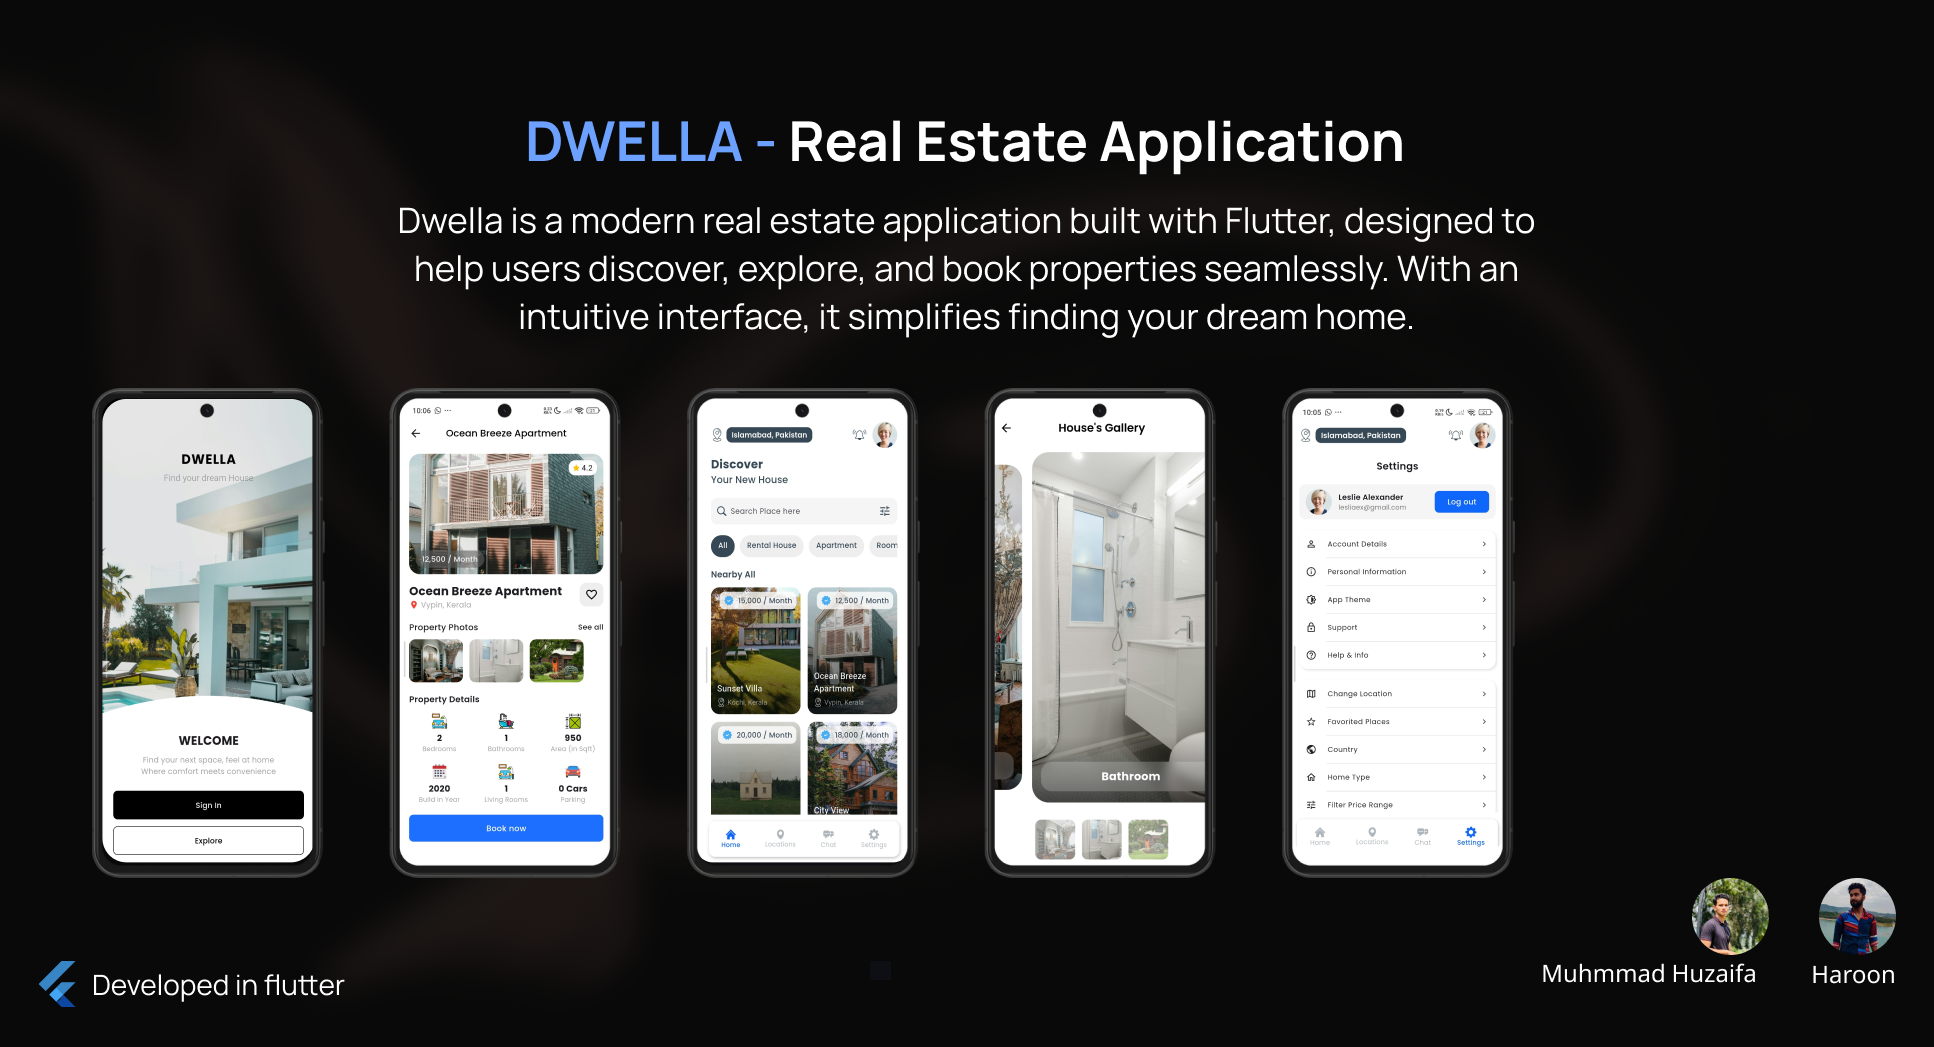 DWELLA - Real Estate Application
Dwella is a modern real estate application built with Flutter, designed to
help users discover, explore, and book properties seamlessly. With an
intuitive interface, it simplifies finding your dream home.
DWELLA
Find your dream House
WELCOME
Find your next space, feel at home
Where comfort meets convenience
Sign In
Explore
10:06
Ocean Breeze Apartment
4.2
12,500 / Month
Ocean Breeze Apartment
Vypin, Kerala
Property Photos See all
Property Details
2 1 950
Bedrooms Bathrooms Area (in Sqft)
2020 1 0 Cars
Build in Year Living Rooms Parking
Book now
Islamabad, Pakistan
Discover
Your New House
Search Place here
All Rental House Apartment Room
Nearby All
15,000 / Month 12,500 / Month
Sunset Villa
Kochi, Kerala
Ocean Breeze
Apartment
Vypin, Kerala
20,000 / Month 18,000 / Month
City View
Home Locations Chat Settings
House's Gallery
Bathroom
10:05
Islamabad, Pakistan
Settings
Leslie Alexander
lesliaex@gmail.com
Log out
Account Details
Personal Information
App Theme
Support
Help & Info
Change Location
Favorited Places
Country
Home Type
Filter Price Range
Home Locations Chat Settings
Developed in flutter
Muhmmad Huzaifa
Haroon